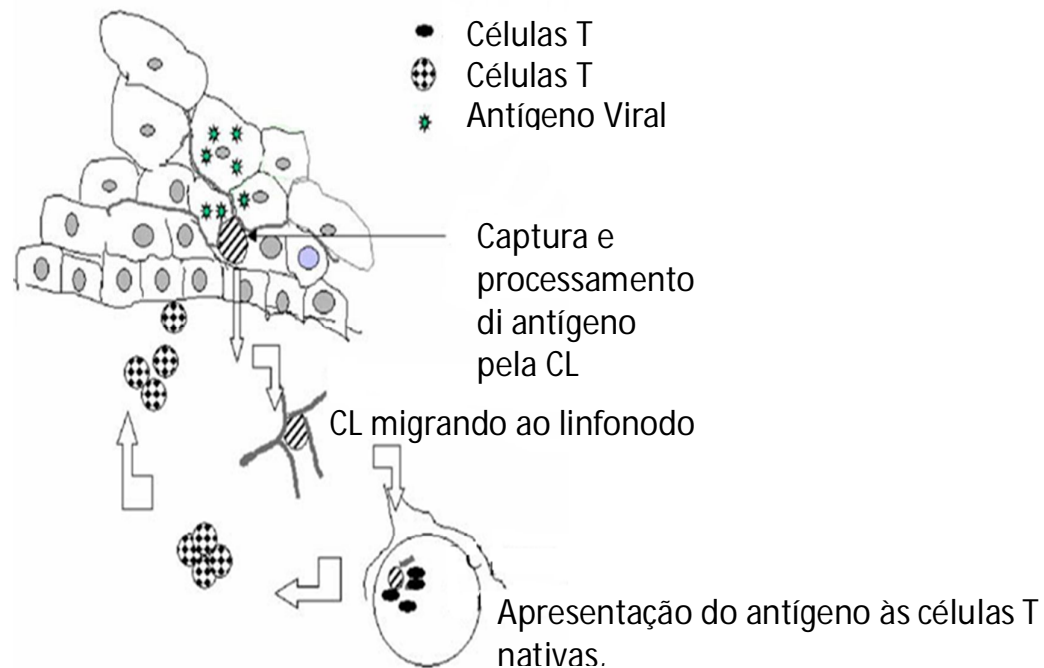 Células T
Células T
Antígeno Viral
Captura e
processamento
di antígeno
pela CL
CL migrando ao linfonodo
Apresentação do antígeno às células T
nativas.